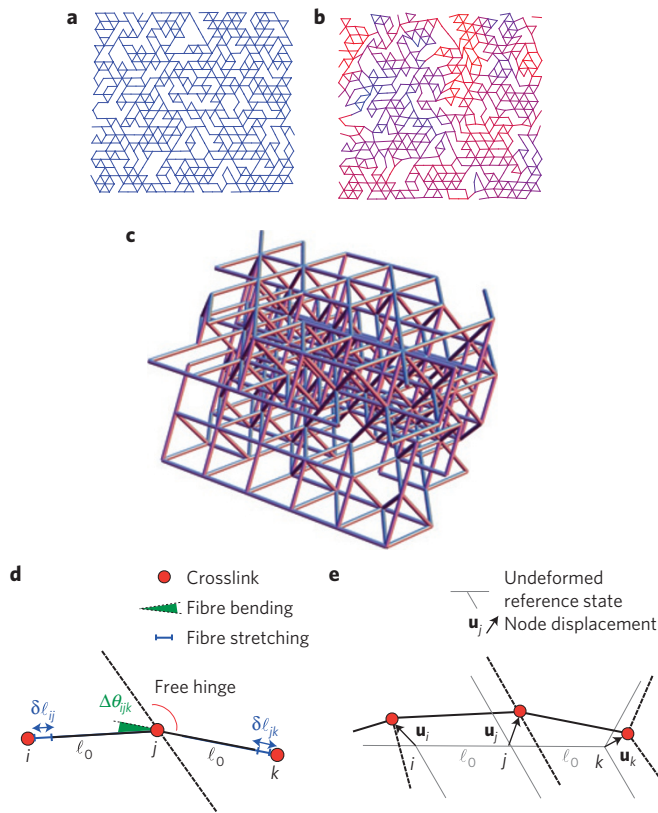 a
b
c
d
Crosslink
Fibre bending
Fibre stretching
Free hinge
Δθijk
δℓij
δℓjk
i
ℓ0
j
ℓ0
k
e
Undeformed
reference state
uj Node displacement
ui
uj
uk
i
ℓ0
j
ℓ0
k